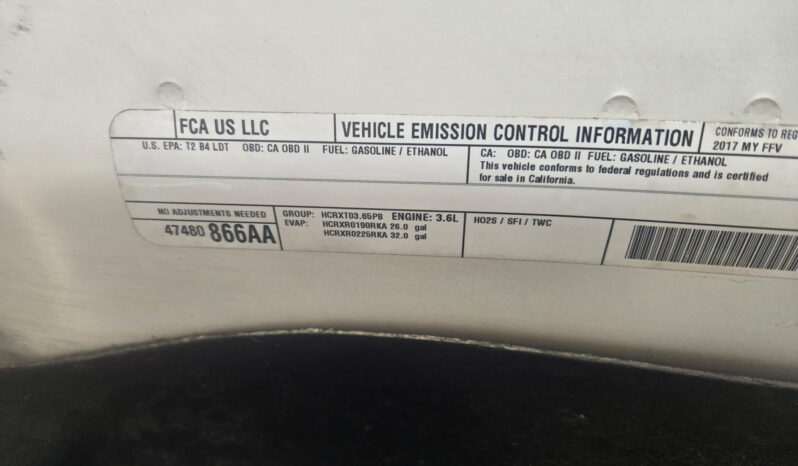 FCA US LLC
VEHICLE EMISSION CONTROL INFORMATION
CONFORMS TO REG
2017 MY FFV
U.S. EPA: T2 B4 LDT OBD: CA OBD II FUEL: GASOLINE / ETHANOL
CA: OBD: CA OBD II FUEL: GASOLINE / ETHANOL
This vehicle conforms to federal regulations and is certified
for sale in California.
NO ADJUSTMENTS NEEDED
47480 866AA
GROUP: HCRXT03.65PB ENGINE: 3.6L
EVAP: HCRXR0190RKA 26.0 gal
HCRXR0225RKA 32.0 gal
HO2S / SFI / TWC